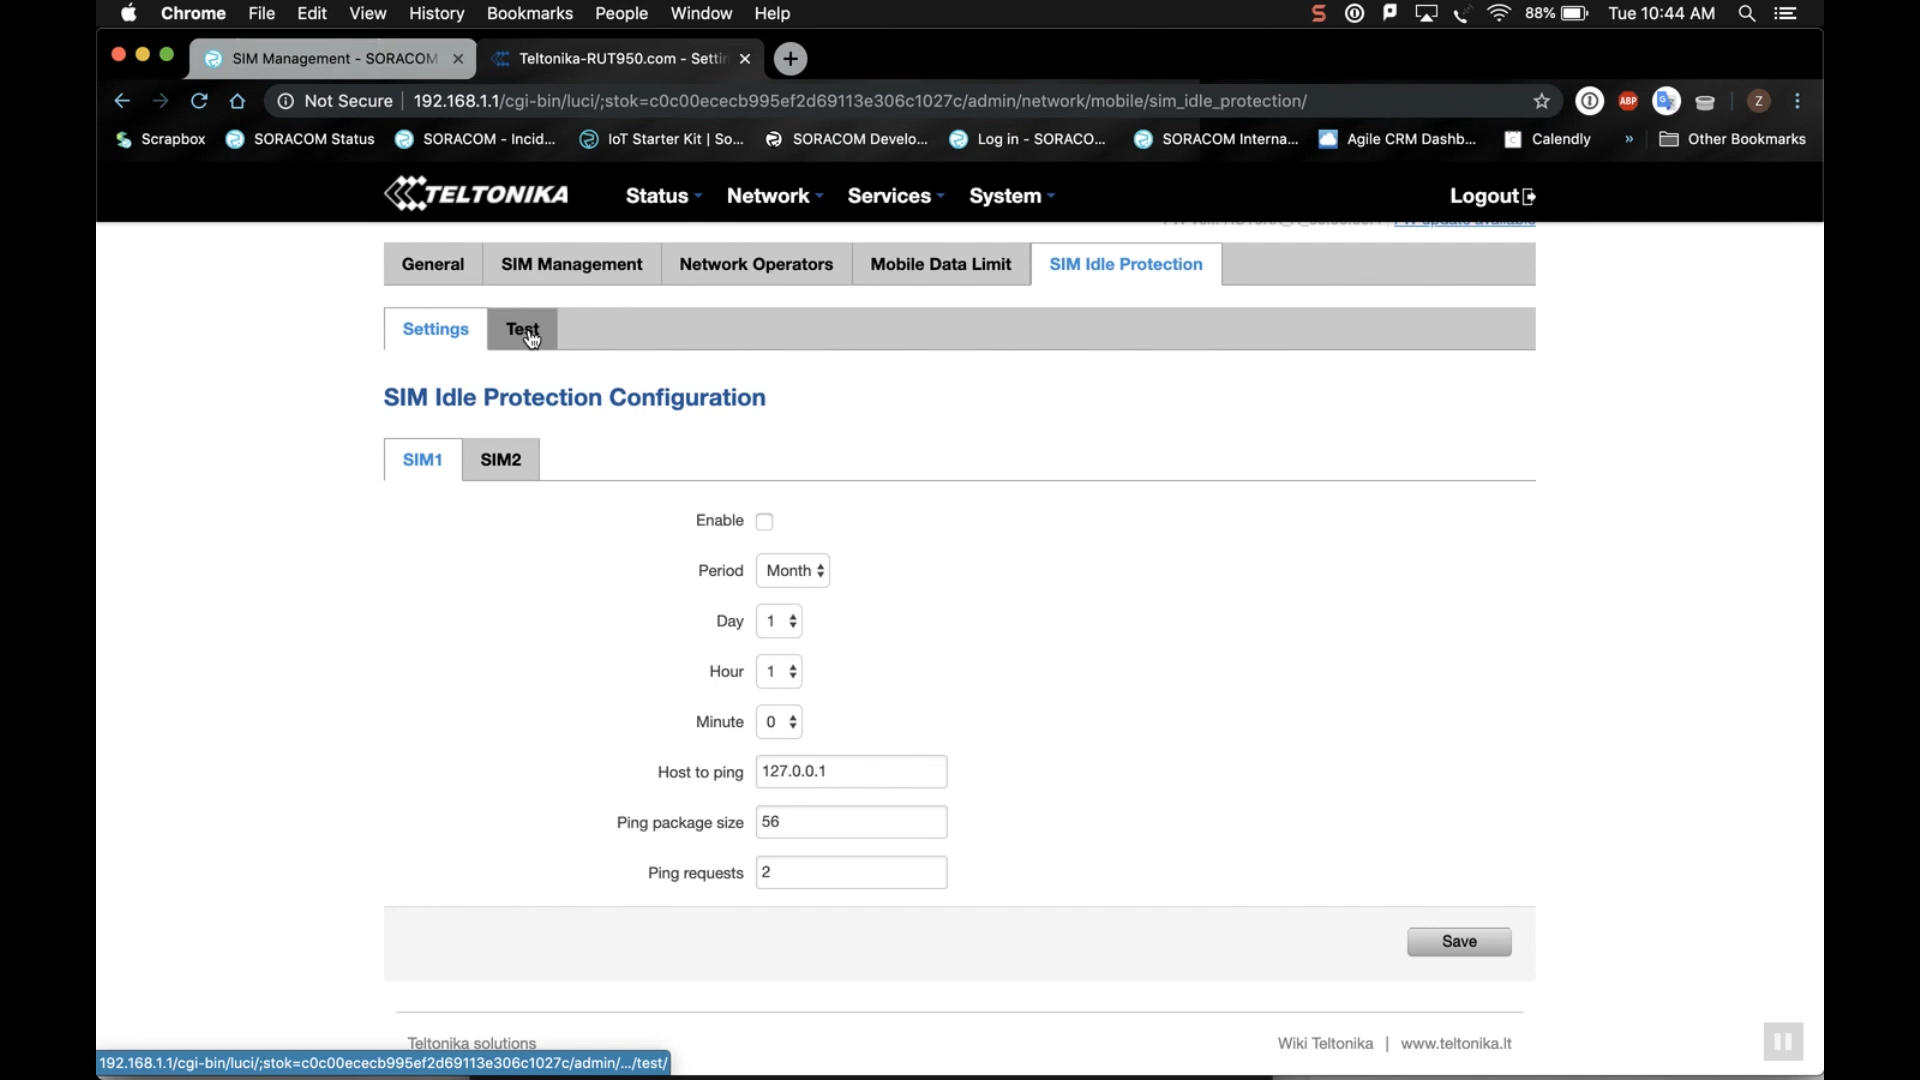 Chrome File Edit View History Bookmarks People Window Help 88% Tue 10:44 AM
SIM Management - SORACOM Teltonika-RUT950.com - Settin
Not Secure 192.168.1.1/cgi-bin/luci/;stok=c0c00ececb995ef2d69113e306c1027c/admin/network/mobile/sim_idle_protection/ ABP Z
Scrapbox SORACOM Status SORACOM - Incid... IoT Starter Kit | So... SORACOM Develo... Log in - SORACO... SORACOM Interna... Agile CRM Dashb... Calendly » Other Bookmarks
TELTONIKA Status Network Services System Logout
General SIM Management Network Operators Mobile Data Limit SIM Idle Protection
Settings Test
SIM Idle Protection Configuration
SIM1 SIM2
Enable
Period Month
Day 1
Hour 1
Minute 0
Host to ping 127.0.0.1
Ping package size 56
Ping requests 2
Save
Teltonika solutions Wiki Teltonika | www.teltonika.lt
192.168.1.1/cgi-bin/luci/;stok=c0c00ececb995ef2d69113e306c1027c/admin/.../test/